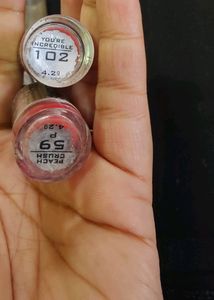 YOU'RE
INCREDIBLE
102
4.2g
PEACH
CRUSH
59
P
4.2g